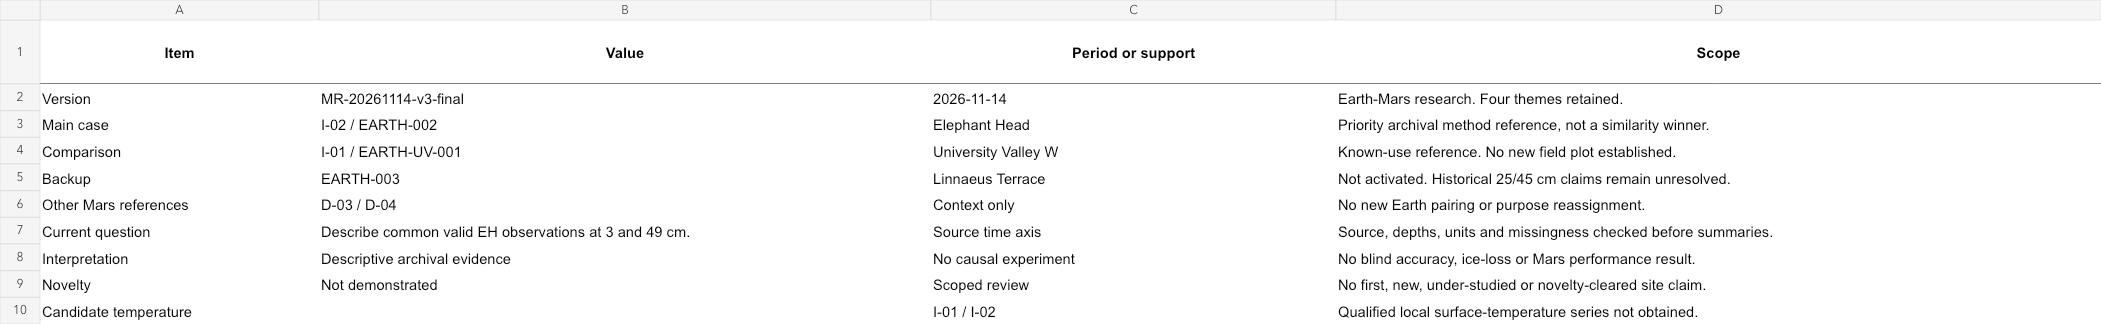 A B C D
1 Item Value Period or support Scope
2 Version MR-20261114-v3-final 2026-11-14 Earth-Mars research. Four themes retained.
3 Main case I-02 / EARTH-002 Elephant Head Priority archival method reference, not a similarity winner.
4 Comparison I-01 / EARTH-UV-001 University Valley W Known-use reference. No new field plot established.
5 Backup EARTH-003 Linnaeus Terrace Not activated. Historical 25/45 cm claims remain unresolved.
6 Other Mars references D-03 / D-04 Context only No new Earth pairing or purpose reassignment.
7 Current question Describe common valid EH observations at 3 and 49 cm. Source time axis Source, depths, units and missingness checked before summaries.
8 Interpretation Descriptive archival evidence No causal experiment No blind accuracy, ice-loss or Mars performance result.
9 Novelty Not demonstrated Scoped review No first, new, under-studied or novelty-cleared site claim.
10 Candidate temperature I-01 / I-02 Qualified local surface-temperature series not obtained.